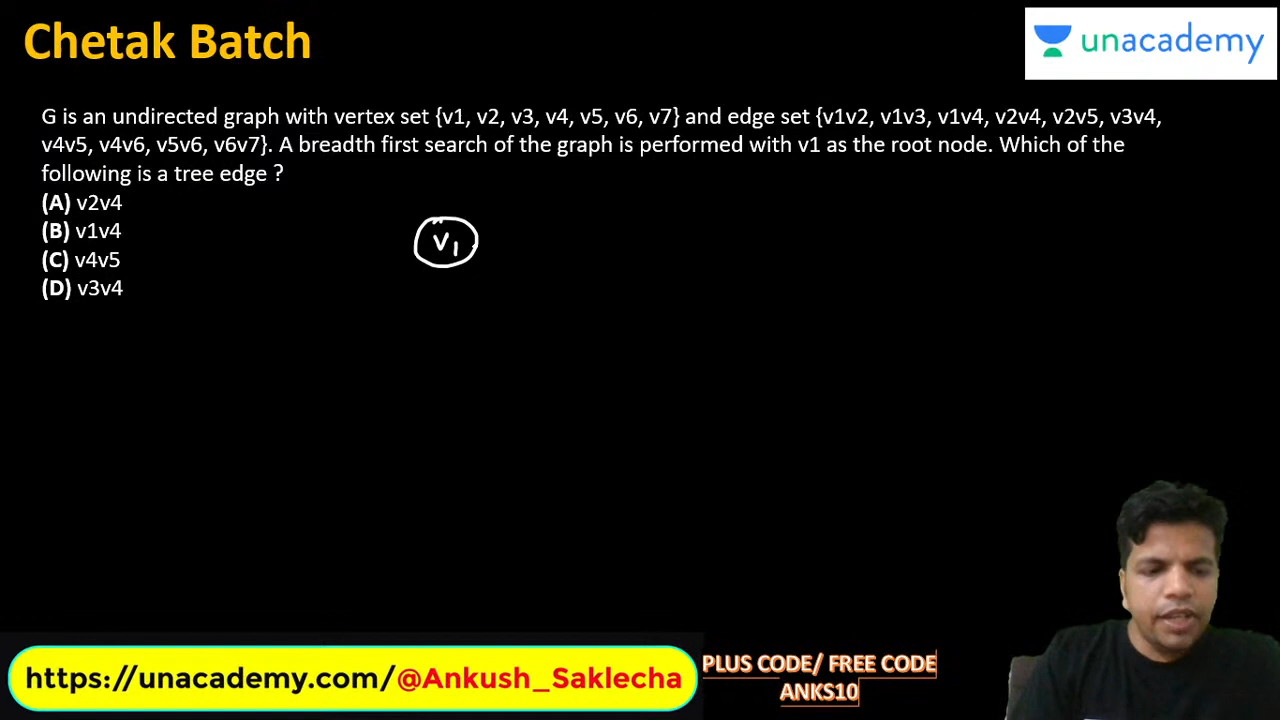 Chetak Batch
unacademy
G is an undirected graph with vertex set {v1, v2, v3, v4, v5, v6, v7} and edge set {v1v2, v1v3, v1v4, v2v4, v2v5, v3v4,
v4v5, v4v6, v5v6, v6v7}. A breadth first search of the graph is performed with v1 as the root node. Which of the
following is a tree edge ?
(A) v2v4
(B) v1v4
(C) v4v5
(D) v3v4
v1
https://unacademy.com/@Ankush_Saklecha
PLUS CODE/ FREE CODE
ANKS10